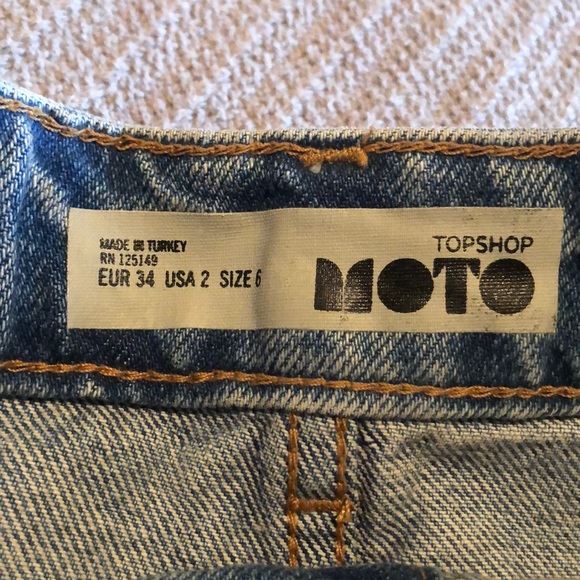 MADE IN TURKEY
RN 125149
EUR 34 USA 2 SIZE 6
TOPSHOP
MOTO